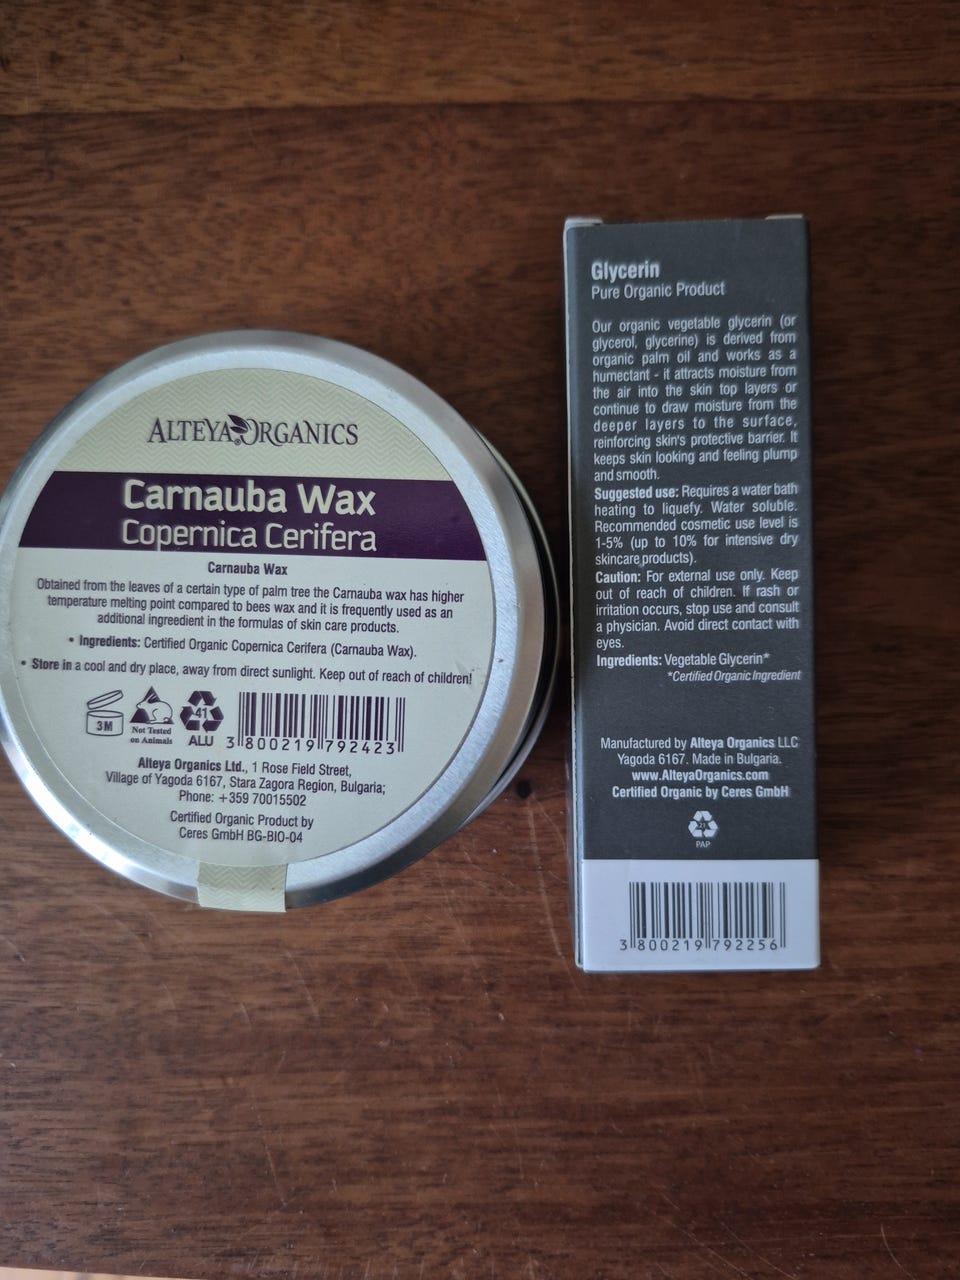 ALTEYA ORGANICS
Carnauba Wax
Copernica Cerifera
Carnauba Wax
Obtained from the leaves of a certain type of palm tree the Carnauba wax has higher
temperature melting point compared to bees wax and it is frequently used as an
additional ingreedient in the formulas of skin care products.
• Ingredients: Certified Organic Copernica Cerifera (Carnauba Wax).
• Store in a cool and dry place, away from direct sunlight. Keep out of reach of children!
3M
Not Tested
on Animals
41
ALU
3 800219 792423
Alteya Organics Ltd., 1 Rose Field Street,
Village of Yagoda 6167, Stara Zagora Region, Bulgaria;
Phone: +359 70015502
Certified Organic Product by
Ceres GmbH BG-BIO-04
Glycerin
Pure Organic Product
Our organic vegetable glycerin (or
glycerol, glycerine) is derived from
organic palm oil and works as a
humectant - it attracts moisture from
the air into the skin top layers or
continue to draw moisture from the
deeper layers to the surface,
reinforcing skin's protective barrier. It
keeps skin looking and feeling plump
and smooth.
Suggested use: Requires a water bath
heating to liquefy. Water soluble.
Recommended cosmetic use level is
1-5% (up to 10% for intensive dry
skincare products).
Caution: For external use only. Keep
out of reach of children. If rash or
irritation occurs, stop use and consult
a physician. Avoid direct contact with
eyes.
Ingredients: Vegetable Glycerin*
*Certified Organic Ingredient
Manufactured by Alteya Organics LLC
Yagoda 6167. Made in Bulgaria.
www.AlteyaOrganics.com
Certified Organic by Ceres GmbH
PAP
3 800219 792256